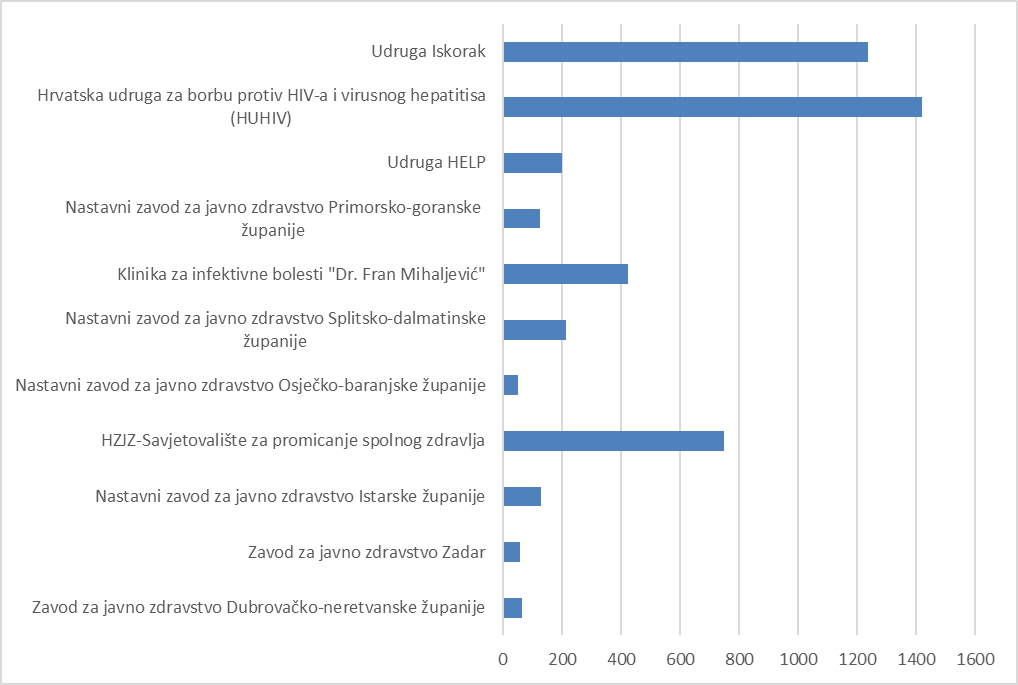 Udruga Iskorak
Hrvatska udruga za borbu protiv HIV-a i virusnog hepatitisa
(HUHIV)
Udruga HELP
Nastavni zavod za javno zdravstvo Primorsko-goranske
županije
Klinika za infektivne bolesti "Dr. Fran Mihaljević"
Nastavni zavod za javno zdravstvo Splitsko-dalmatinske
županije
Nastavni zavod za javno zdravstvo Osječko-baranjske županije
HZJZ-Savjetovalište za promicanje spolnog zdravlja
Nastavni zavod za javno zdravstvo Istarske županije
Zavod za javno zdravstvo Zadar
Zavod za javno zdravstvo Dubrovačko-neretvanske županije
0 200 400 600 800 1000 1200 1400 1600